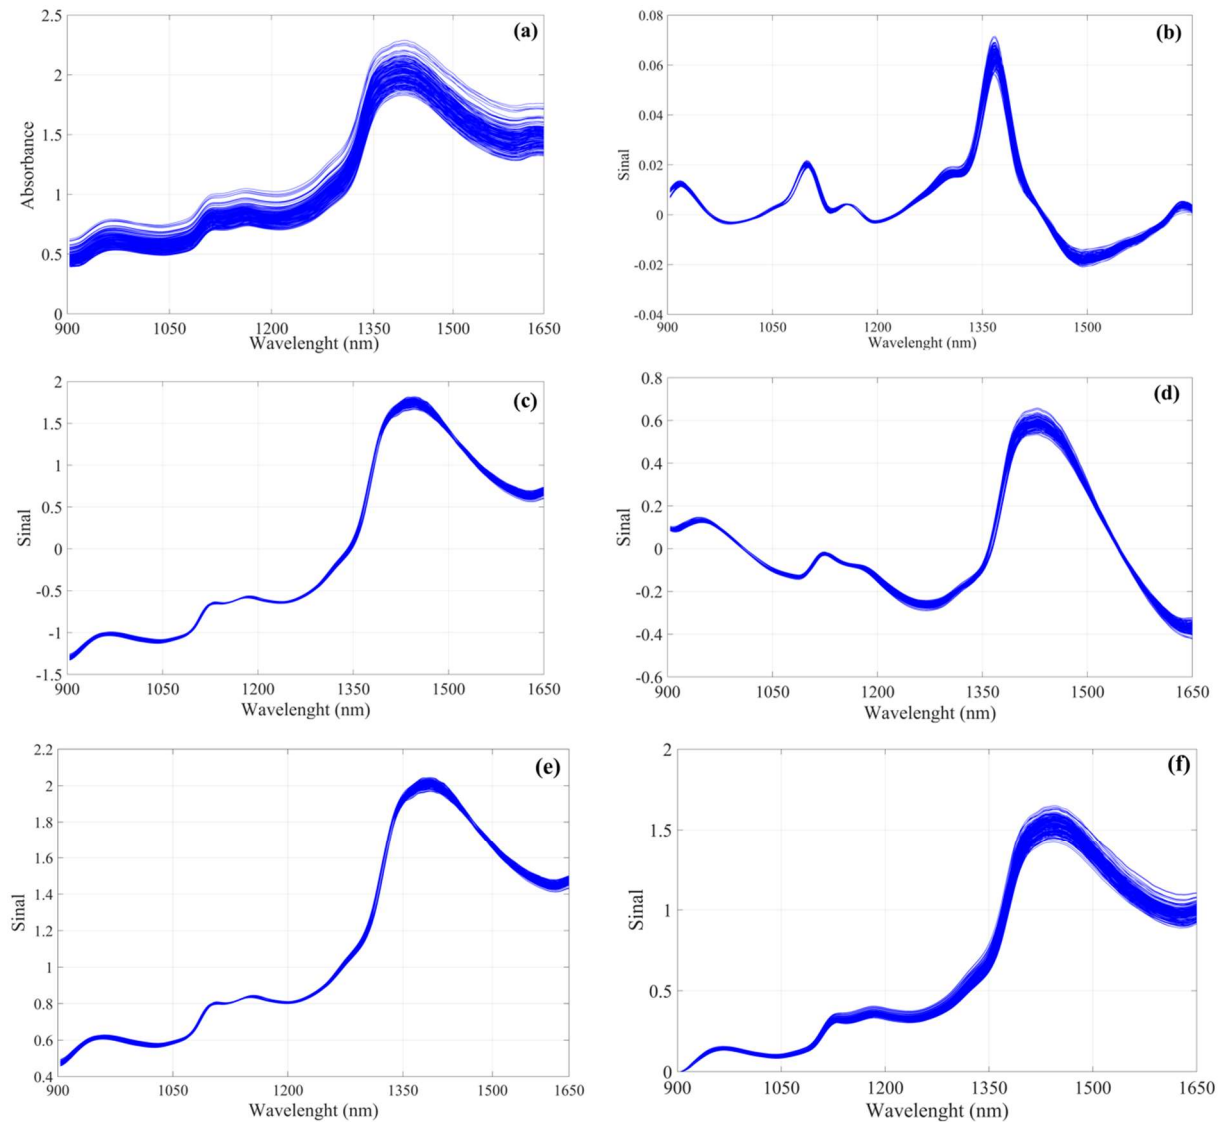 (a)
2.5
2
1.5
1
0.5
0
Absorbance
900 1050 1200 1350 1500 1650
Wavelenght (nm)
(b)
0.08
0.06
0.04
0.02
0
-0.02
-0.04
Sinal
900 1050 1200 1350 1500
Wavelenght (nm)
(c)
2
1.5
1
0.5
0
-0.5
-1
-1.5
Sinal
900 1050 1200 1350 1500 1650
Wavelenght (nm)
(d)
0.8
0.6
0.4
0.2
0
-0.2
-0.4
-0.6
Sinal
900 1050 1200 1350 1500 1650
Wavelenght (nm)
(e)
2.2
2
1.8
1.6
1.4
1.2
1
0.8
0.6
0.4
Sinal
900 1050 1200 1350 1500 1650
Wavelenght (nm)
(f)
2
1.5
1
0.5
0
Sinal
900 1050 1200 1350 1500 1650
Wavelenght (nm)